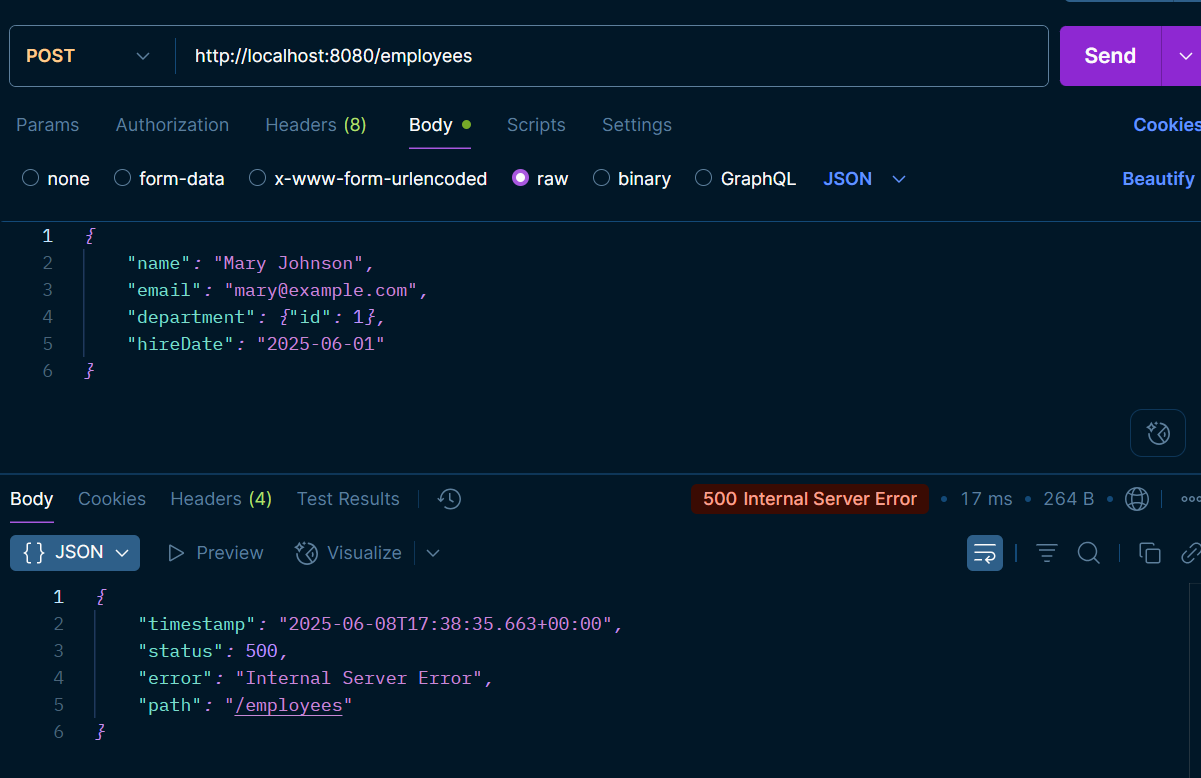 POST http://localhost:8080/employees Send
Params Authorization Headers (8) Body Scripts Settings Cookies
none form-data x-www-form-urlencoded raw binary GraphQL JSON Beautify
1 {
2 "name": "Mary Johnson",
3 "email": "mary@example.com",
4 "department": {"id": 1},
5 "hireDate": "2025-06-01"
6 }
Body Cookies Headers (4) Test Results 500 Internal Server Error • 17 ms • 264 B •
{} JSON Preview Visualize
1 {
2 "timestamp": "2025-06-08T17:38:35.663+00:00",
3 "status": 500,
4 "error": "Internal Server Error",
5 "path": "/employees"
6 }